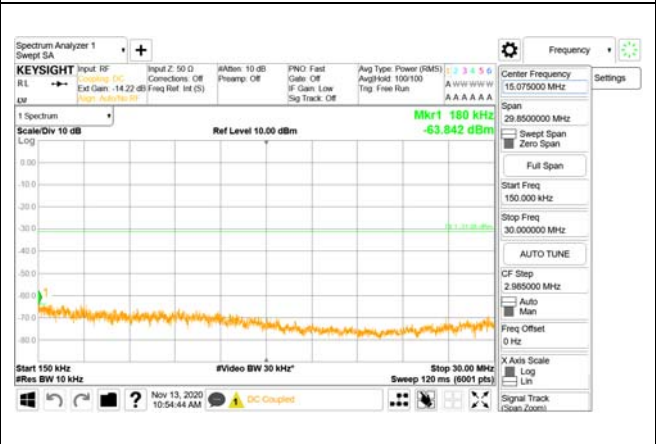 Spectrum Analyzer 1
Swept SA
+
Frequency
KEYSIGHT
RL
Input: RF
Coupling: DC
Ext Gain: -14.22 dB
Align: Auto/No RF
Input Z: 50 Ω
Corrections: Off
Freq Ref: Int (S)
#Atten: 10 dB
Preamp: Off
PNO: Fast
Gate: Off
IF Gain: Low
Sig Track: Off
Avg Type: Power (RMS)
Avg|Hold: 100/100
Trig: Free Run
1 2 3 4 5 6
A W W W W W
A A A A A A
1 Spectrum
Scale/Div 10 dB
Log
Ref Level 10.00 dBm
Mkr1 180 kHz
-63.842 dBm
0.00
-10.0
-20.0
-30.0
-40.0
-50.0
-60.0
-70.0
-80.0
1
Start 150 kHz
#Res BW 10 kHz
#Video BW 30 kHz*
Stop 30.00 MHz
Sweep 120 ms (6001 pts)
Nov 13, 2020
10:54:44 AM
1
DC Coupled
Center Frequency
15.075000 MHz
Settings
Span
29.8500000 MHz
Swept Span
Zero Span
Full Span
Start Freq
150.000 kHz
Stop Freq
30.000000 MHz
AUTO TUNE
CF Step
2.985000 MHz
Auto
Man
Freq Offset
0 Hz
X Axis Scale
Log
Lin
Signal Track
(Span Zoom)